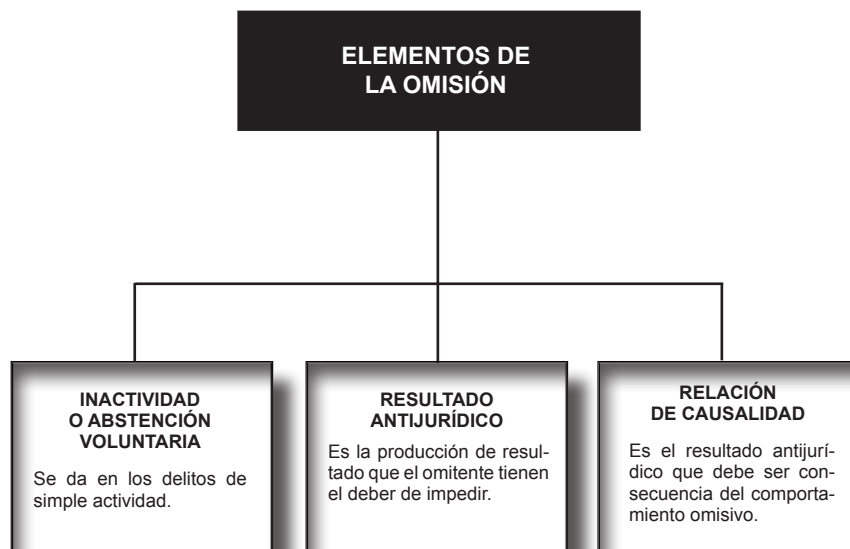 ELEMENTOS DE
LA OMISIÓN
INACTIVIDAD
O ABSTENCIÓN
VOLUNTARIA
Se da en los delitos de
simple actividad.
RESULTADO
ANTIJURÍDICO
Es la producción de resul-
tado que el omitente tienen
el deber de impedir.
RELACIÓN
DE CAUSALIDAD
Es el resultado antijurí-
dico que debe ser con-
secuencia del comporta-
miento omisivo.